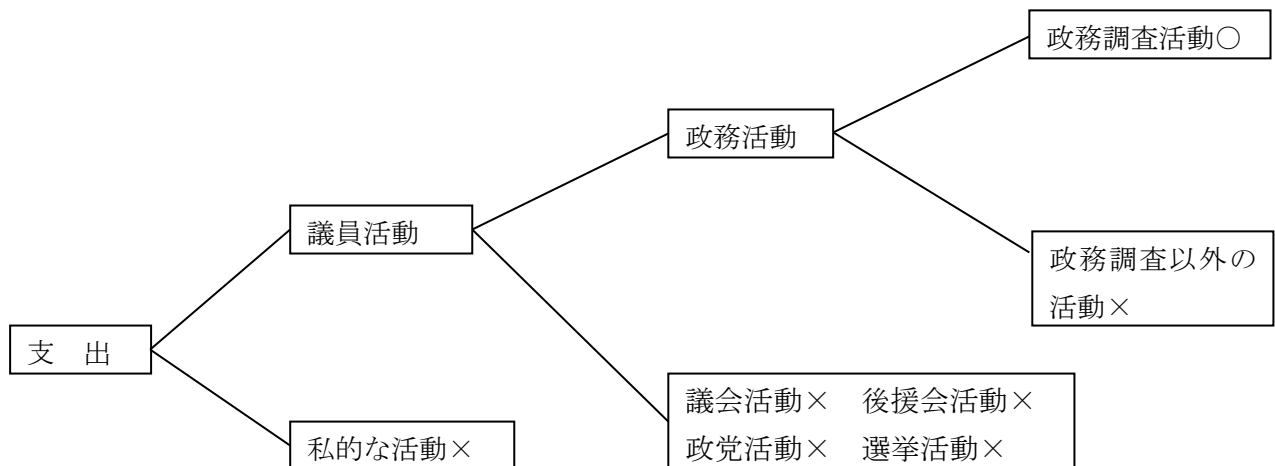 政務調査活動○
政務活動
議員活動
政務調査以外の
活動×
支 出
議会活動× 後援会活動×
政党活動× 選挙活動×
私的な活動×